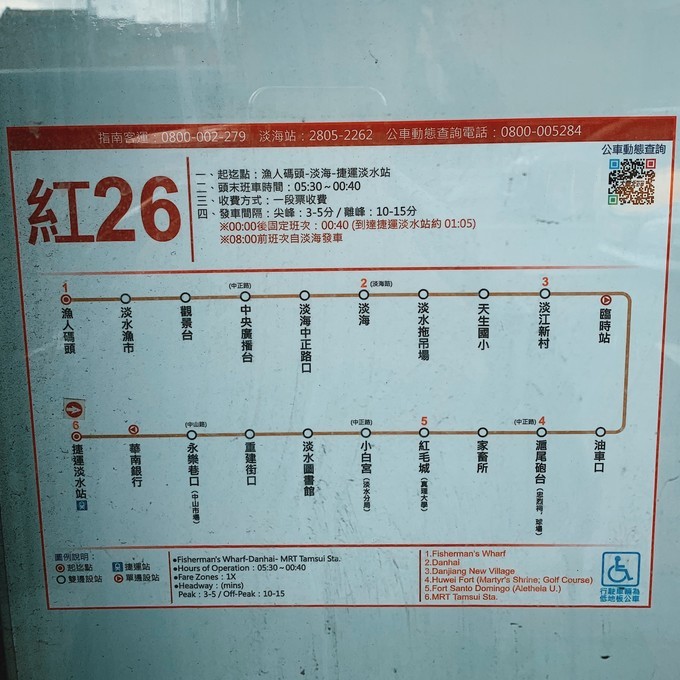 指南客運：0800-002-279　淡海站：2805-2262　公車動態查詢電話：0800-005284
公車動態查詢
紅26
一、起迄點：漁人碼頭-淡海-捷運淡水站
二、頭末班車時間：05:30～00:40
三、收費方式：一段票收費
四、發車間隔：尖峰：3-5分 / 離峰：10-15分
※00:00後固定班次：00:40 (到達捷運淡水站約 01:05)
※08:00前班次自淡海發車
1 漁人碼頭
淡水漁市
觀景台
(中正路) 中央廣播台
淡海中正路口
2 (淡海路) 淡海
淡水拖吊場
天生國小
3 淡江新村
臨時站
6 捷運淡水站
華南銀行
(中山路) 永樂巷口（中山市場）
重建街口
淡水圖書館
(中正路) 小白宮（淡水分局）
5 紅毛城（真理大學）
家畜所
(中正路) 4 滬尾砲台（忠烈祠，球場）
油車口
圖例說明：
起迄點 捷運站
雙邊設站 單邊設站
●Fisherman's Wharf-Danhai- MRT Tamsui Sta.
●Hours of Operation：05:30～00:40
●Fare Zones：1X
●Headway：(mins)
Peak：3-5 / Off-Peak：10-15
1.Fisherman's Wharf
2.Danhai
3.Danjiang New Village
4.Huwei Fort (Martyr's Shrine; Golf Course)
5.Fort Santo Domingo (Aletheia U.)
6.MRT Tamsui Sta.
行駛車輛為
低地板公車